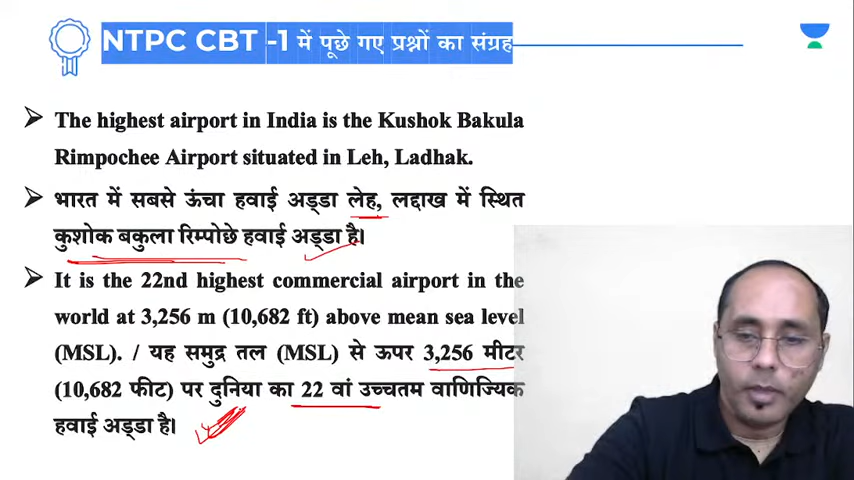 NTPC CBT -1 में पूछे गए प्रश्नों का संग्रह
The highest airport in India is the Kushok Bakula
Rimpochee Airport situated in Leh, Ladhak.
भारत में सबसे ऊंचा हवाई अड्डा लेह, लद्दाख में स्थित
कुशोक बकुला रिम्पोछे हवाई अड्डा है।
It is the 22nd highest commercial airport in the
world at 3,256 m (10,682 ft) above mean sea level
(MSL). / यह समुद्र तल (MSL) से ऊपर 3,256 मीटर
(10,682 फीट) पर दुनिया का 22 वां उच्चतम वाणिज्यिक
हवाई अड्डा है।